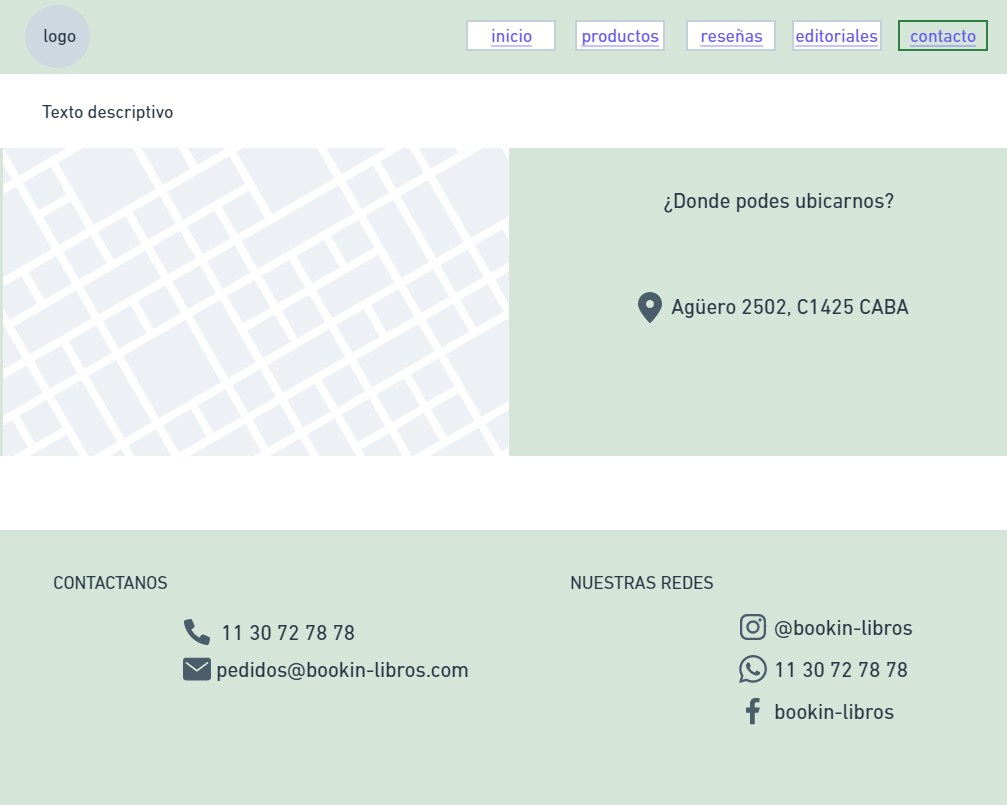 logo
inicio
productos
reseñas
editoriales
contacto
Texto descriptivo
¿Donde podes ubicarnos?
Agüero 2502, C1425 CABA
CONTACTANOS
11 30 72 78 78
pedidos@bookin-libros.com
NUESTRAS REDES
@bookin-libros
11 30 72 78 78
bookin-libros